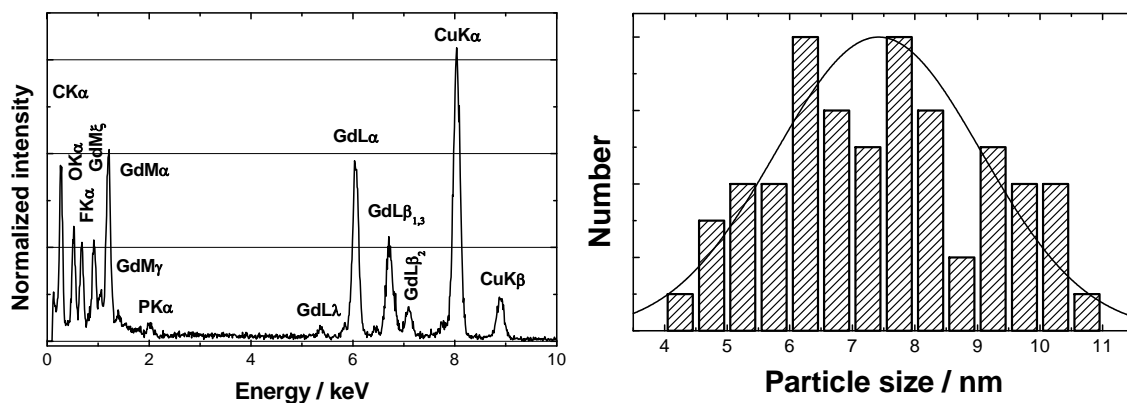 CuKα
CKα
OKα
FKα
GdMξ
GdMα
GdMγ
PKα
GdLλ
GdLα
GdLβ1,3
GdLβ2
CuKβ
Normalized intensity
0 2 4 6 8 10
Energy / keV
Number
4 5 6 7 8 9 10 11
Particle size / nm